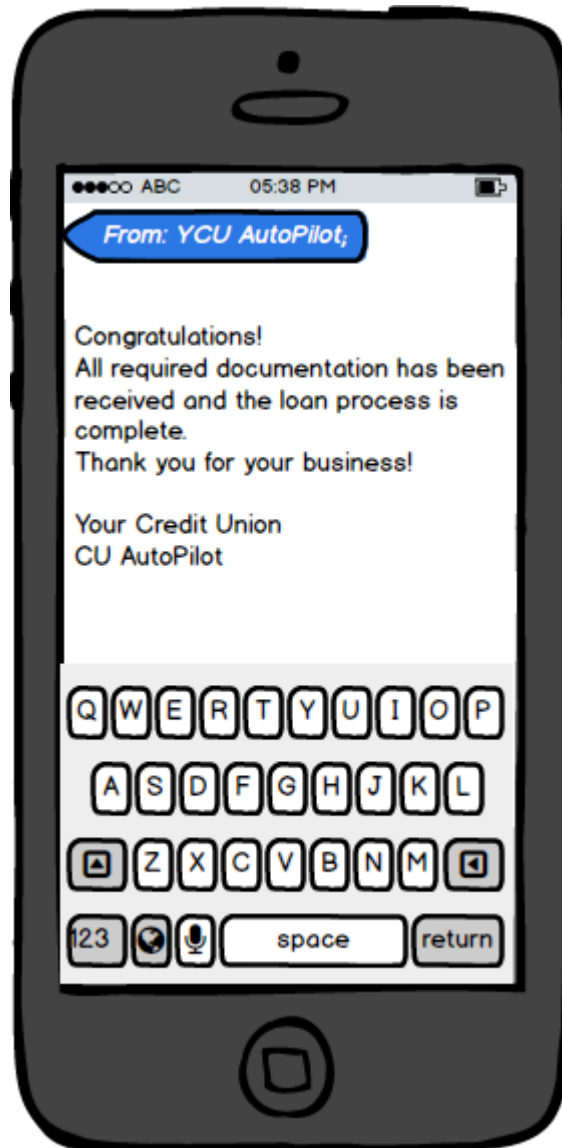 ABC 05:38 PM
From: YCU AutoPilot;
Congratulations!
All required documentation has been
received and the loan process is
complete.
Thank you for your business!
Your Credit Union
CU AutoPilot
Q W E R T Y U I O P
A S D F G H J K L
Z X C V B N M
123 space return